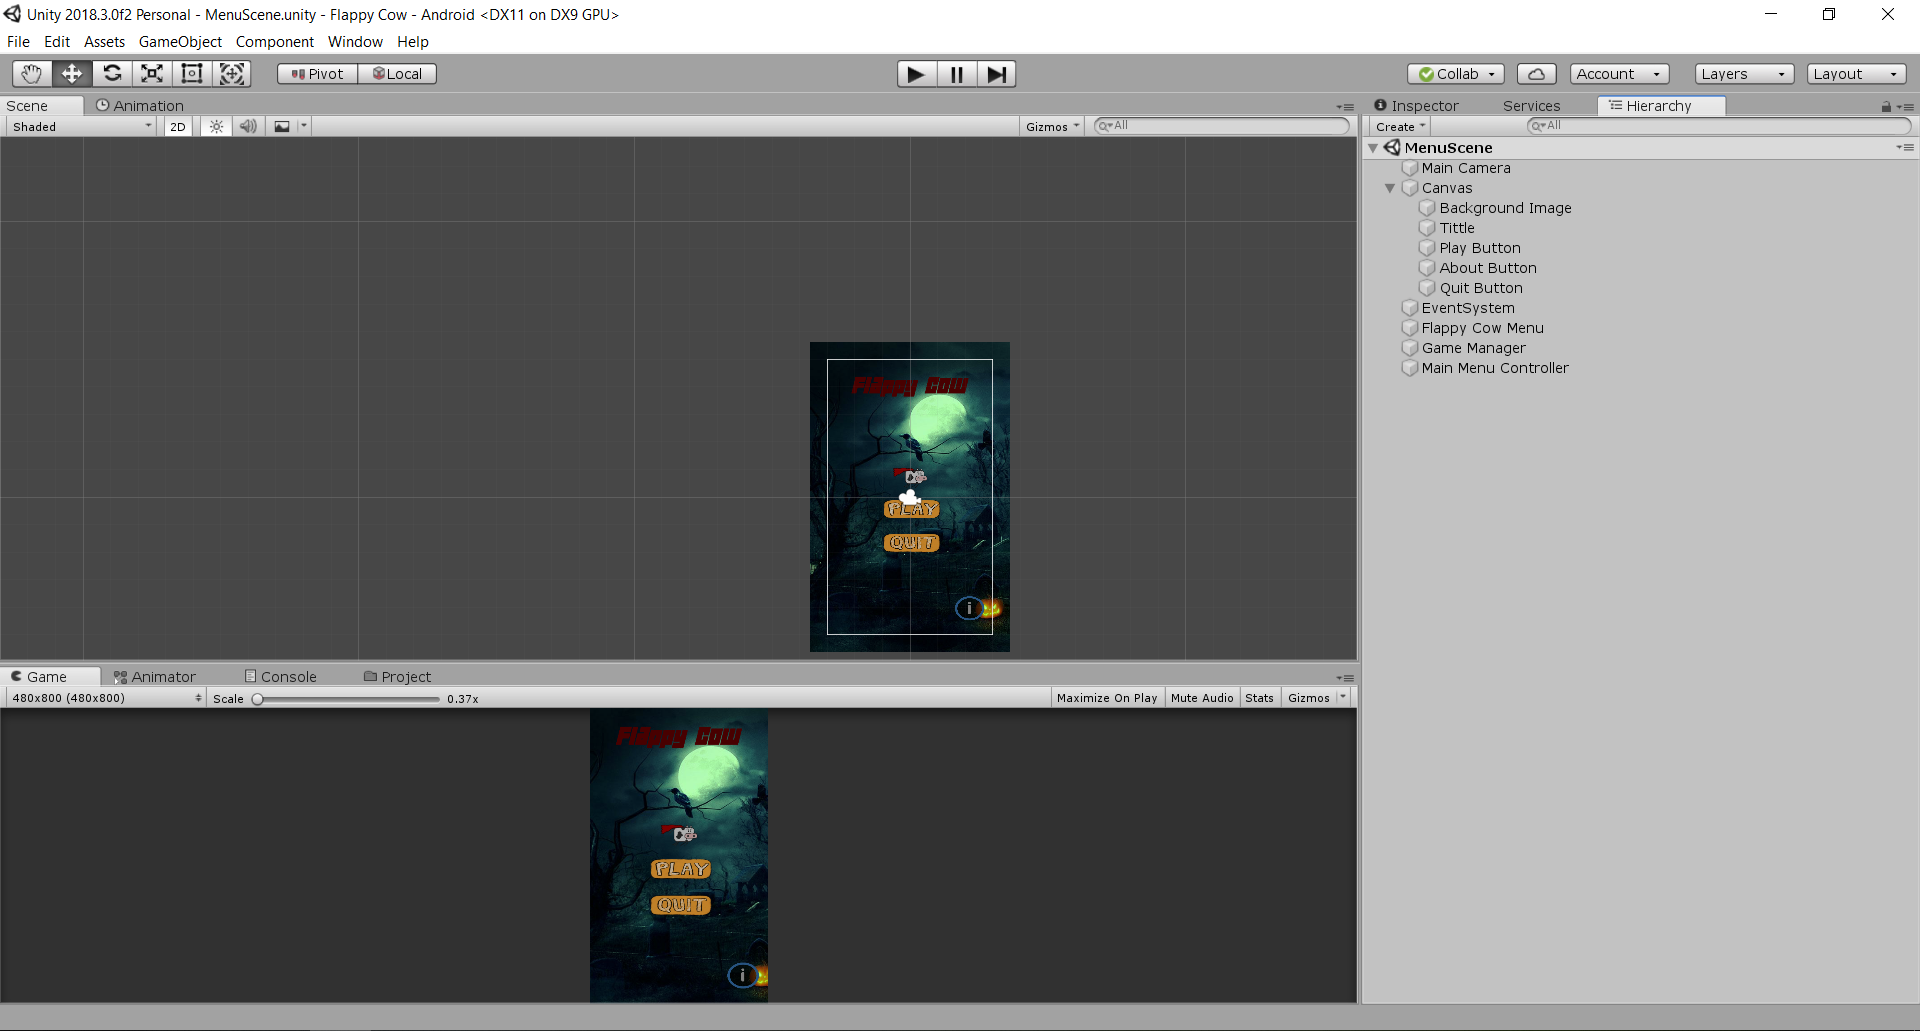 Unity 2018.3.0f2 Personal - MenuScene.unity - Flappy Cow - Android <DX11 on DX9 GPU>
File Edit Assets GameObject Component Window Help
Pivot Local Collab Account Layers Layout
Scene Animation
Shaded 2D Gizmos All
Flappy Cow
PLAY
QUIT
i
Inspector Services Hierarchy
Create All
MenuScene
Main Camera
Canvas
Background Image
Tittle
Play Button
About Button
Quit Button
EventSystem
Flappy Cow Menu
Game Manager
Main Menu Controller
Game Animator Console Project
480x800 (480x800) Scale 0.37x Maximize On Play Mute Audio Stats Gizmos
Flappy Cow
PLAY
QUIT
i